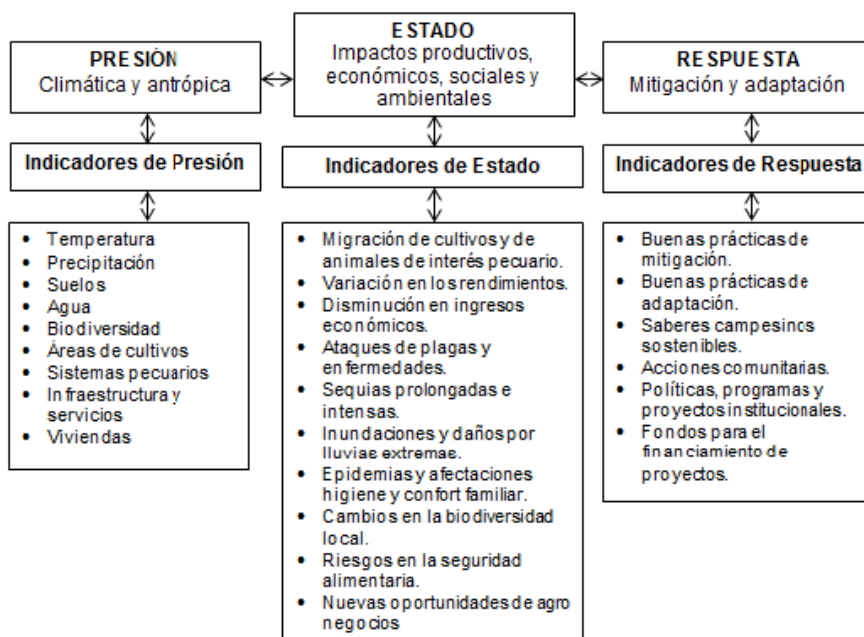 PRESIÓN
Climática y antrópica
ESTADO
Impactos productivos,
económicos, sociales y
ambientales
RESPUESTA
Mitigación y adaptación
Indicadores de Presión
Indicadores de Estado
Indicadores de Respuesta
• Temperatura
• Precipitación
• Suelos
• Agua
• Biodiversidad
• Áreas de cultivos
• Sistemas pecuarios
• Infraestructura y
servicios
• Viviendas
• Migración de cultivos y de
animales de interés pecuario.
• Variación en los rendimientos.
• Disminución en ingresos
económicos.
• Ataques de plagas y
enfermedades.
• Sequias prolongadas e
intensas.
• Inundaciones y daños por
lluvias extremas.
• Epidemias y afectaciones
higiene y confort familiar.
• Cambios en la biodiversidad
local.
• Riesgos en la seguridad
alimentaria.
• Nuevas oportunidades de agro
negocios
• Buenas prácticas de
mitigación.
• Buenas prácticas de
adaptación.
• Saberes campesinos
sostenibles.
• Acciones comunitarias.
• Políticas, programas y
proyectos institucionales.
• Fondos para el
financiamiento de
proyectos.